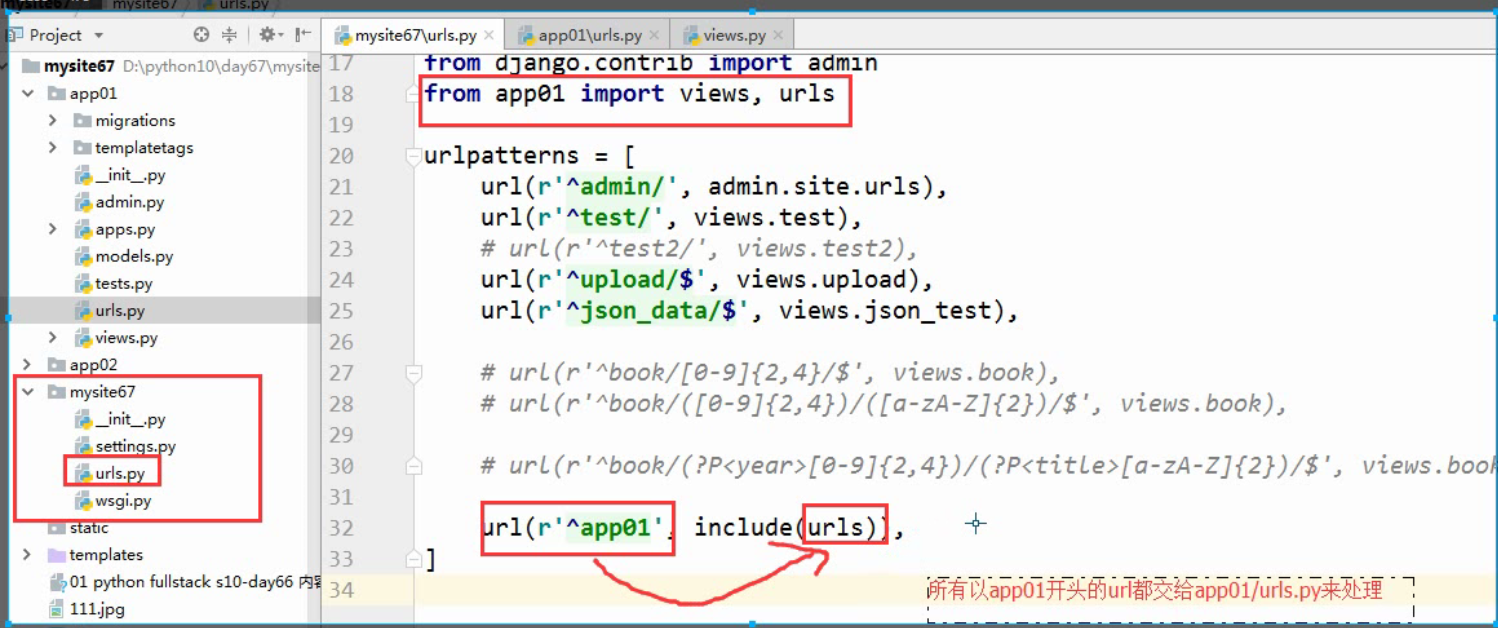 mysite67 mysite67 urls.py
Project
mysite67 D:\python10\day67\mysite
app01
migrations
templatetags
__init__.py
admin.py
apps.py
models.py
tests.py
urls.py
views.py
app02
mysite67
__init__.py
settings.py
urls.py
wsgi.py
static
templates
01 python fullstack s10-day66 内容
111.jpg
mysite67\urls.py app01\urls.py views.py
17 from django.contrib import admin
18 from app01 import views, urls
19
20 urlpatterns = [
21 url(r'^admin/', admin.site.urls),
22 url(r'^test/', views.test),
23 # url(r'^test2/', views.test2),
24 url(r'^upload/$', views.upload),
25 url(r'^json_data/$', views.json_test),
26
27 # url(r'^book/[0-9]{2,4}/$', views.book),
28 # url(r'^book/([0-9]{2,4})/([a-zA-Z]{2})/$', views.book),
29
30 # url(r'^book/(?P<year>[0-9]{2,4})/(?P<title>[a-zA-Z]{2})/$', views.book
31
32 url(r'^app01', include(urls)),
33 ]
34
所有以app01开头的url都交给app01/urls.py来处理